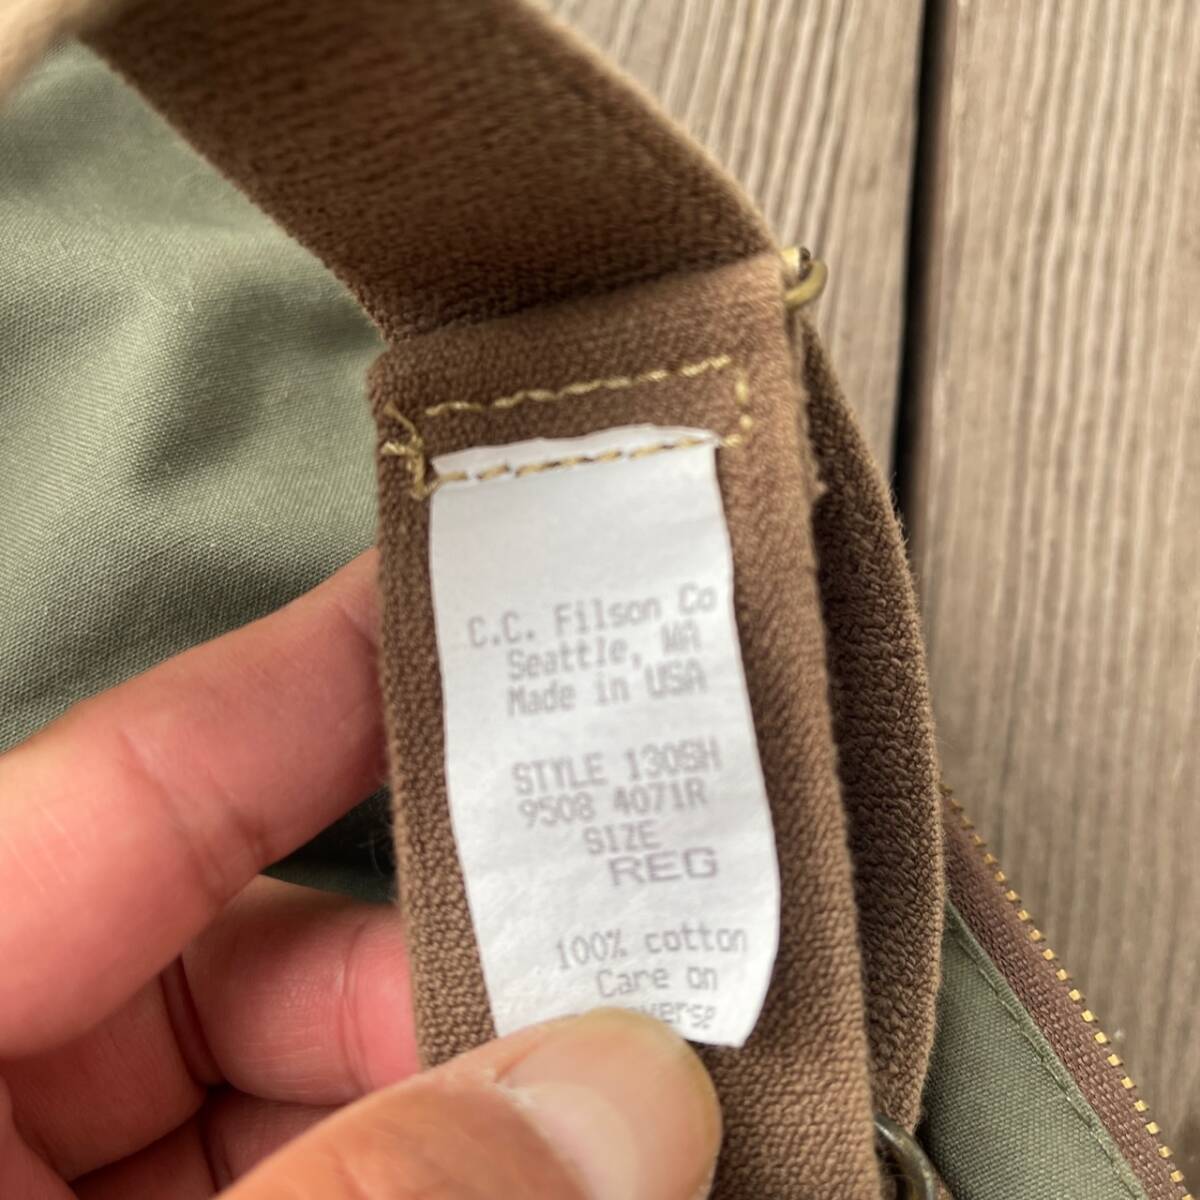 C.C. Filson Co
Seattle, WA
Made in USA
STYLE 130SH
9508 4071R
SIZE
REG
100% cotton
Care on